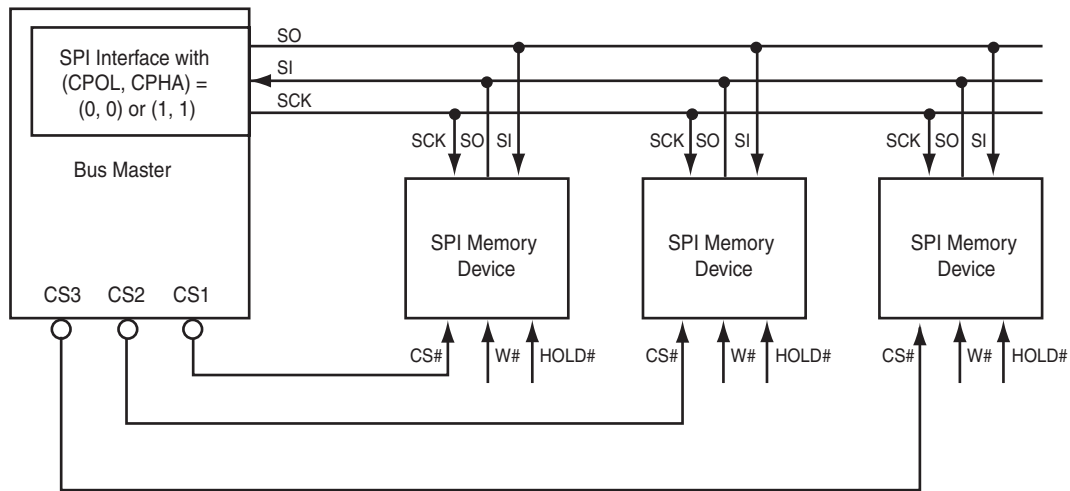 SO
SPI Interface with
(CPOL, CPHA) =
(0, 0) or (1, 1)
SI
SCK
Bus Master
SCK SO SI
SCK SO SI
SCK SO SI
SPI Memory
Device
SPI Memory
Device
SPI Memory
Device
CS3 CS2 CS1
CS# W# HOLD#
CS# W# HOLD#
CS# W# HOLD#